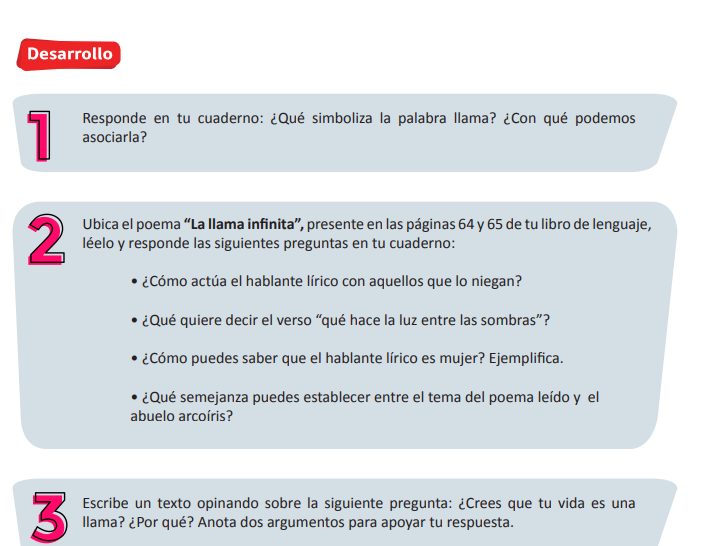 Desarrollo
1
Responde en tu cuaderno: ¿Qué simboliza la palabra llama? ¿Con qué podemos
asociarla?
2
Ubica el poema “La llama infinita”, presente en las páginas 64 y 65 de tu libro de lenguaje,
léelo y responde las siguientes preguntas en tu cuaderno:
• ¿Cómo actúa el hablante lírico con aquellos que lo niegan?
• ¿Qué quiere decir el verso “qué hace la luz entre las sombras”?
• ¿Cómo puedes saber que el hablante lírico es mujer? Ejemplifica.
• ¿Qué semejanza puedes establecer entre el tema del poema leído y el
abuelo arcoíris?
3
Escribe un texto opinando sobre la siguiente pregunta: ¿Crees que tu vida es una
llama? ¿Por qué? Anota dos argumentos para apoyar tu respuesta.